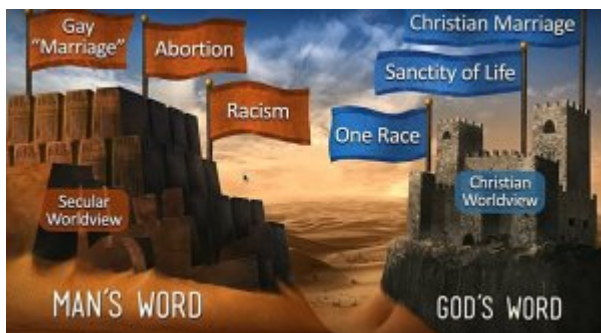 Gay
"Marriage"
Abortion
Racism
Secular
Worldview
MAN'S WORD
Christian Marriage
Sanctity of Life
One Race
Christian
Worldview
GOD'S WORD